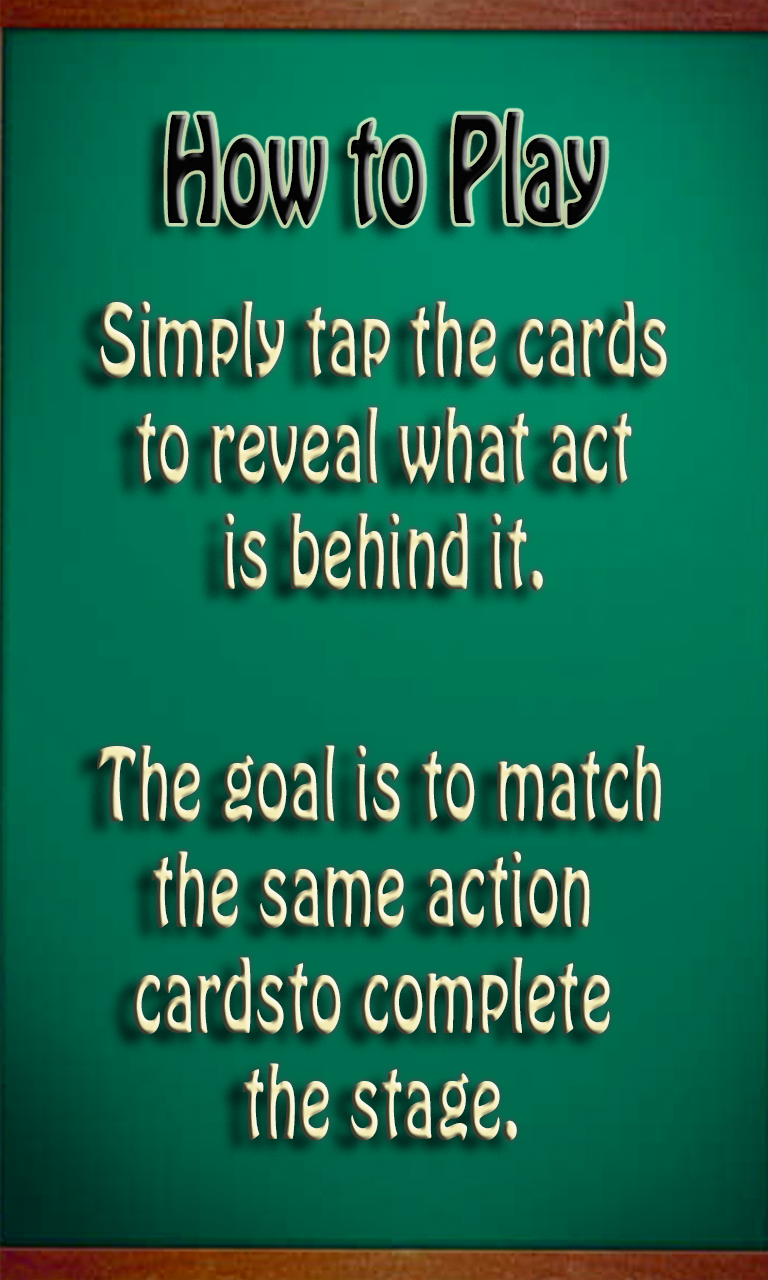 How to Play
Simply tap the cards
to reveal what act
is behind it.
The goal is to match
the same action
cardsto complete
the stage.